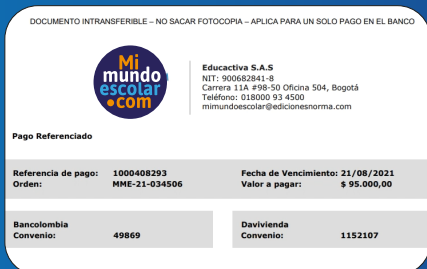 DOCUMENTO INTRANSFERIBLE – NO SACAR FOTOCOPIA – APLICA PARA UN SOLO PAGO EN EL BANCO
Mi
mundo
escolar
.com
Educactiva S.A.S
NIT: 900682841-8
Carrera 11A #98-50 Oficina 504, Bogotá
Teléfono: 018000 93 4500
mimundoescolar@edicionesnorma.com
Pago Referenciado
Referencia de pago: 1000408293 Fecha de Vencimiento: 21/08/2021
Orden: MME-21-034506 Valor a pagar: $ 95.000,00
Bancolombia Davivienda
Convenio: 49869 Convenio: 1152107